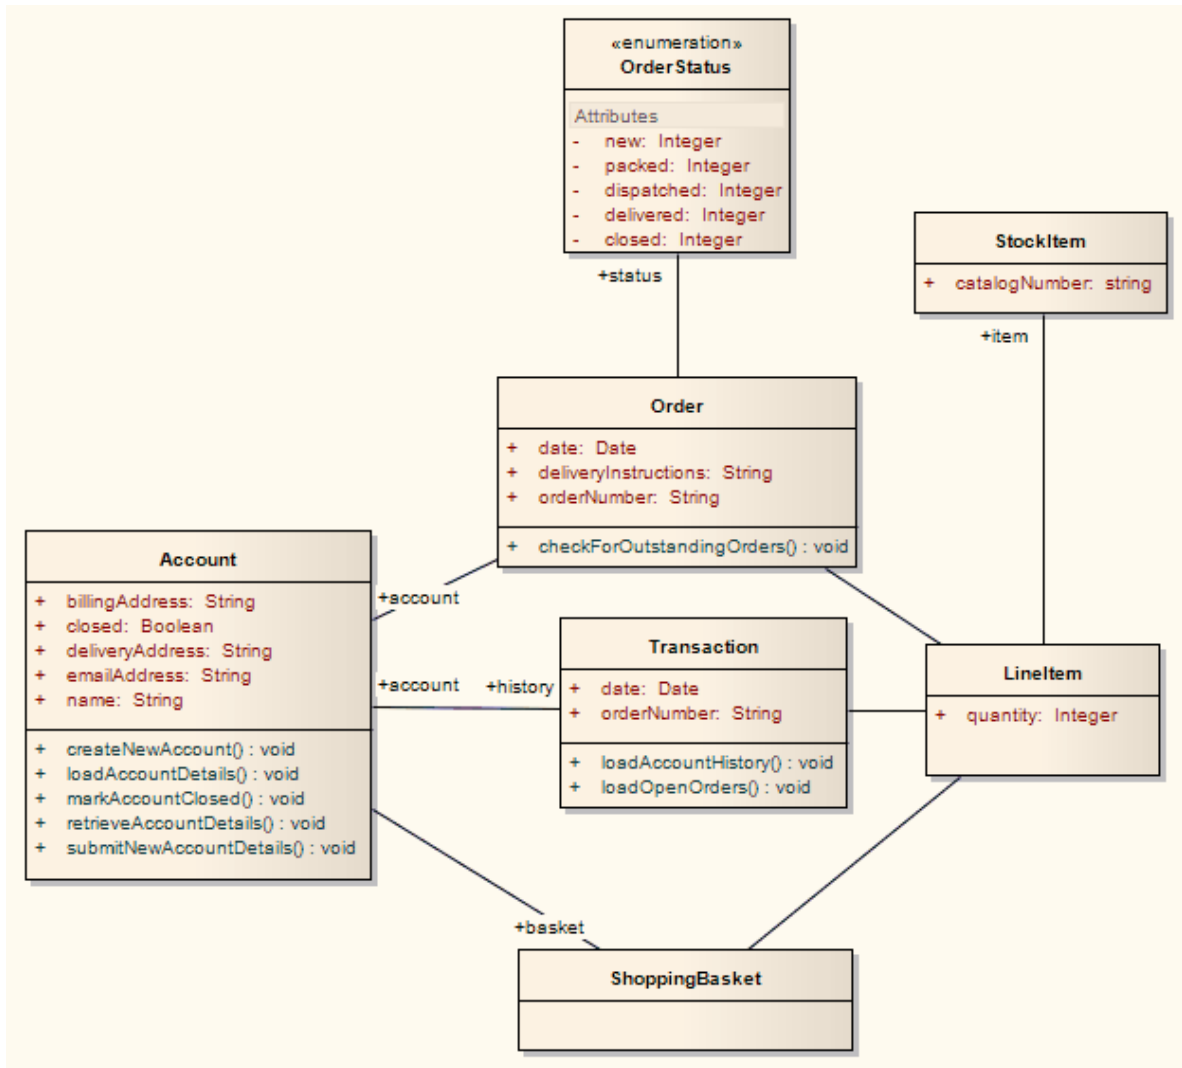 «enumeration»
OrderStatus
Attributes
- new: Integer
- packed: Integer
- dispatched: Integer
- delivered: Integer
- closed: Integer
+status
StockItem
+ catalogNumber: string
+item
Order
+ date: Date
+ deliveryInstructions: String
+ orderNumber: String
+ checkForOutstandingOrders() : void
Account
+ billingAddress: String
+ closed: Boolean
+ deliveryAddress: String
+ emailAddress: String
+ name: String
+ createNewAccount() : void
+ loadAccountDetails() : void
+ markAccountClosed() : void
+ retrieveAccountDetails() : void
+ submitNewAccountDetails() : void
+account
+account
+history
Transaction
+ date: Date
+ orderNumber: String
+ loadAccountHistory() : void
+ loadOpenOrders() : void
LineItem
+ quantity: Integer
+basket
ShoppingBasket